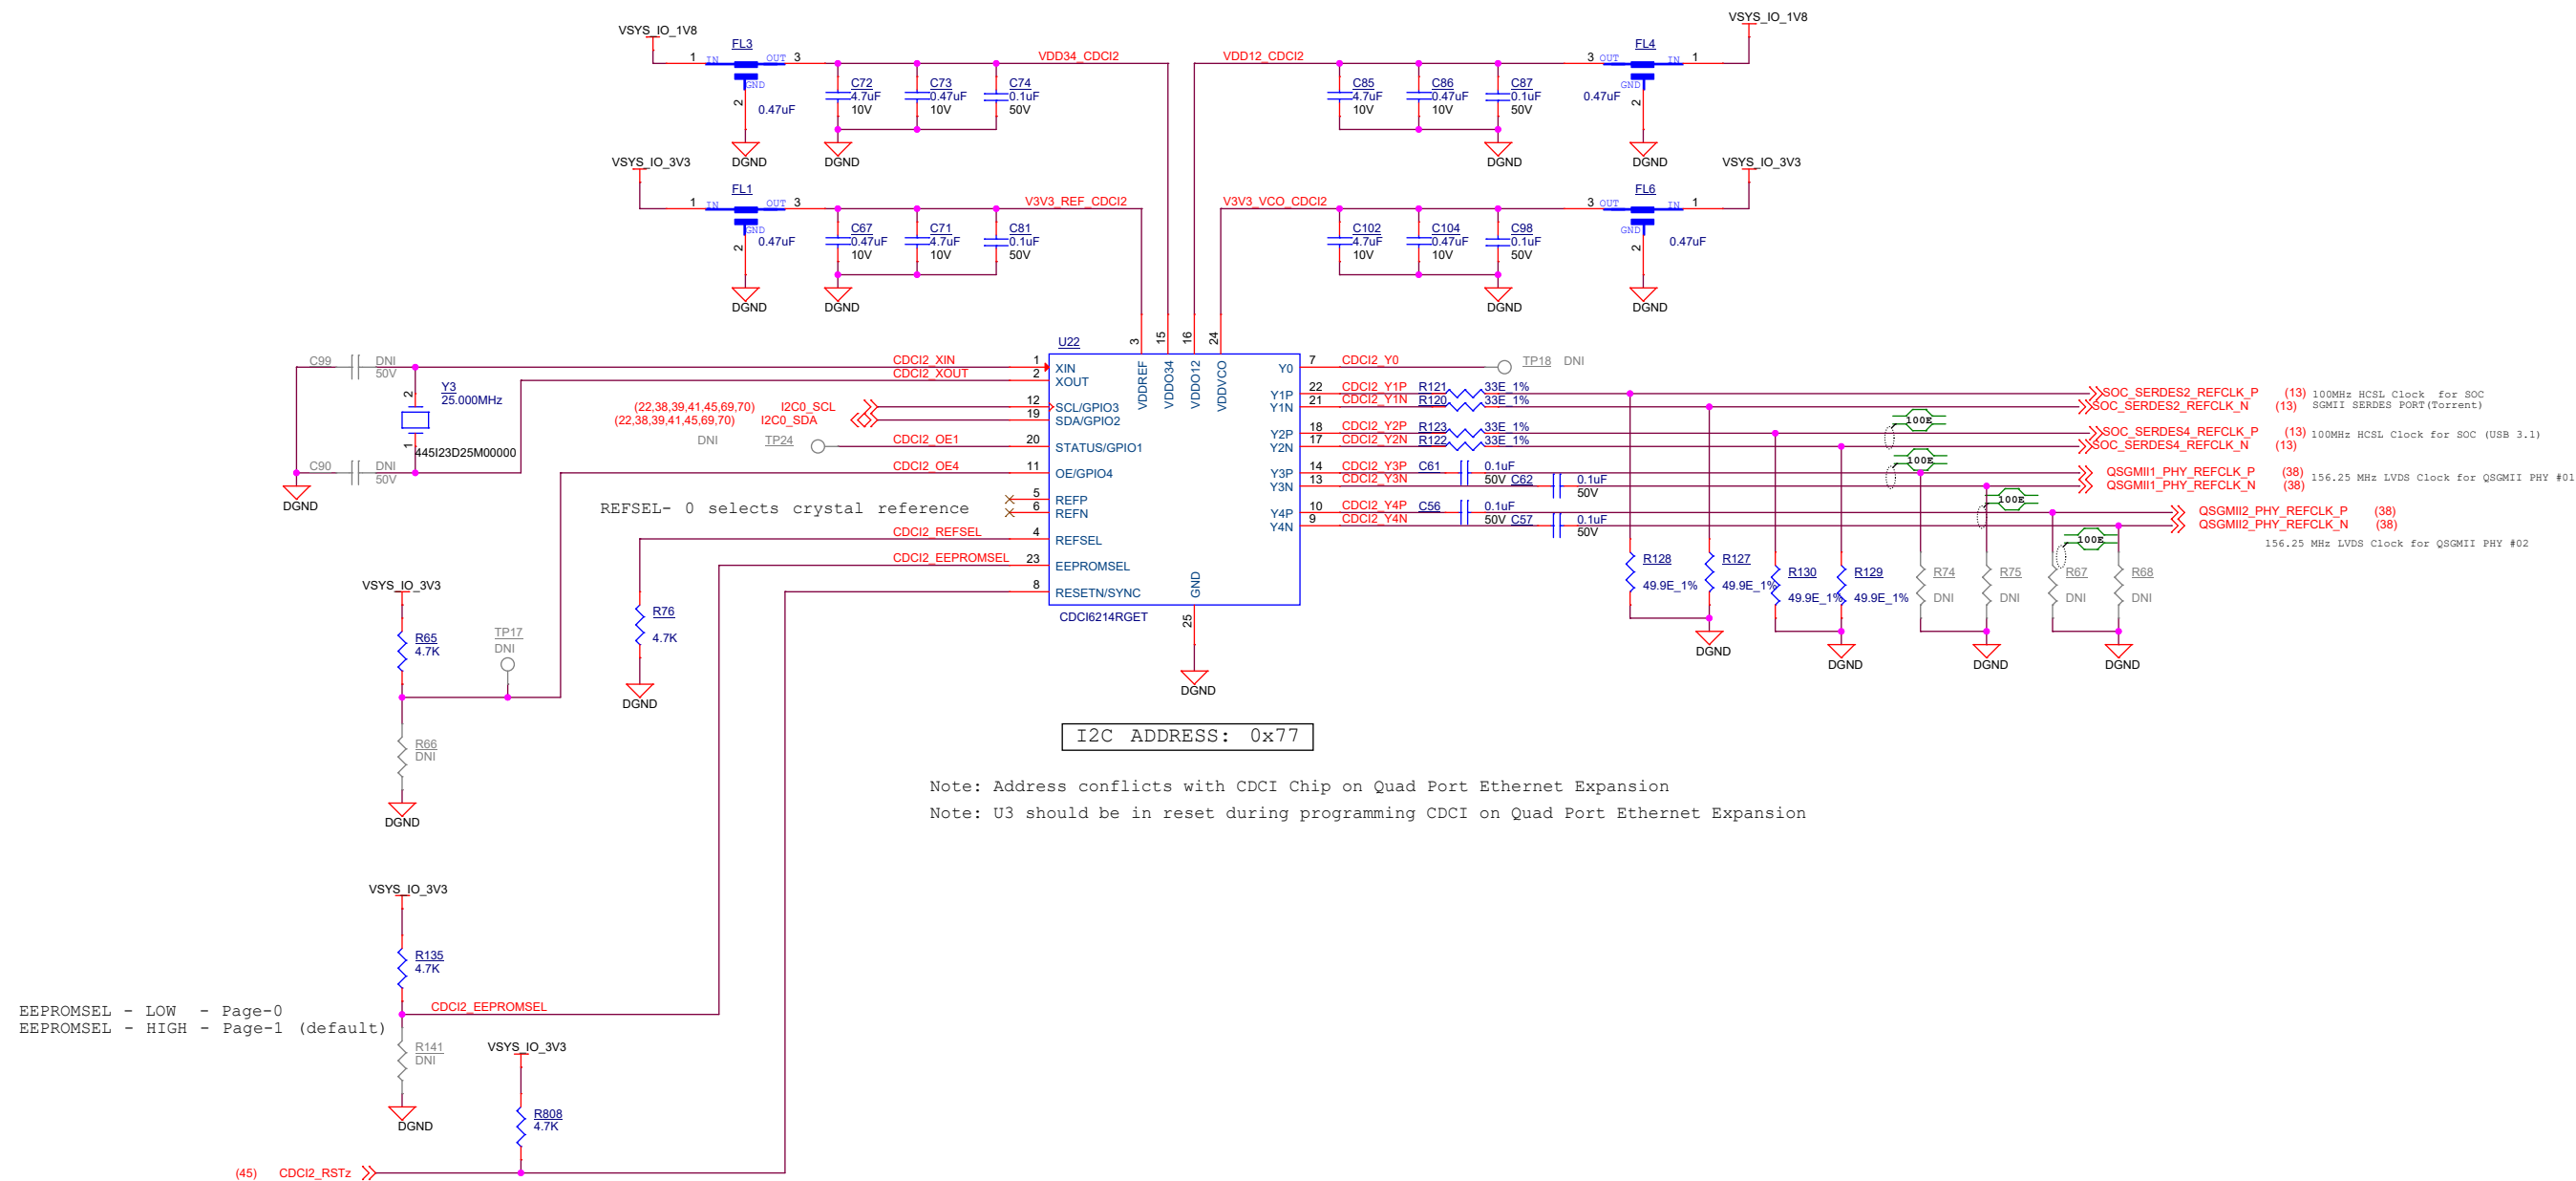 VSYS_IO_1V8
VSYS_IO_1V8
FL3
FL4
1 IN OUT 3
VDD34_CDCI2
VDD12_CDCI2
3 OUT IN 1
GND
2
0.47uF
C72
4.7uF
10V
C73
0.47uF
10V
C74
0.1uF
50V
C85
4.7uF
10V
C86
0.47uF
10V
C87
0.1uF
50V
0.47uF
GND
2
DGND
DGND
DGND
DGND
VSYS_IO_3V3
VSYS_IO_3V3
FL1
FL6
1 IN OUT 3
V3V3_REF_CDCI2
V3V3_VCO_CDCI2
3 OUT IN 1
GND
2
0.47uF
C67
0.47uF
10V
C71
4.7uF
10V
C81
0.1uF
50V
C102
4.7uF
10V
C104
0.47uF
10V
C98
0.1uF
50V
GND
2
0.47uF
DGND
DGND
DGND
DGND
U22
3
15
16
24
VDDREF
VDDO34
VDDO12
VDDVCO
C99
DNI
50V
Y3
25.000MHz
2
1
445I23D25M00000
C90
DNI
50V
DGND
CDCI2_XIN 1 XIN
CDCI2_XOUT 2 XOUT
(22,38,39,41,45,69,70) I2C0_SCL 12 SCL/GPIO3
(22,38,39,41,45,69,70) I2C0_SDA 19 SDA/GPIO2
DNI TP24 CDCI2_OE1 20 STATUS/GPIO1
CDCI2_OE4 11 OE/GPIO4
5 REFP
6 REFN
REFSEL- 0 selects crystal reference
CDCI2_REFSEL 4 REFSEL
CDCI2_EEPROMSEL 23 EEPROMSEL
8 RESETN/SYNC
GND
25
CDCI6214RGET
DGND
Y0 7 CDCI2_Y0 TP18 DNI
Y1P 22 CDCI2_Y1P R121 33E_1% SOC_SERDES2_REFCLK_P (13)
Y1N 21 CDCI2_Y1N R120 33E_1% SOC_SERDES2_REFCLK_N (13)
100MHz HCSL Clock for SOC
SGMII SERDES PORT(Torrent)
100E
Y2P 18 CDCI2_Y2P R123 33E_1% SOC_SERDES4_REFCLK_P (13)
Y2N 17 CDCI2_Y2N R122 33E_1% SOC_SERDES4_REFCLK_N (13)
100MHz HCSL Clock for SOC (USB 3.1)
100E
Y3P 14 CDCI2_Y3P C61 0.1uF 50V QSGMII1_PHY_REFCLK_P (38)
Y3N 13 CDCI2_Y3N C62 0.1uF 50V QSGMII1_PHY_REFCLK_N (38)
156.25 MHz LVDS Clock for QSGMII PHY #01
100E
Y4P 10 CDCI2_Y4P C56 0.1uF 50V QSGMII2_PHY_REFCLK_P (38)
Y4N 9 CDCI2_Y4N C57 0.1uF 50V QSGMII2_PHY_REFCLK_N (38)
100E
156.25 MHz LVDS Clock for QSGMII PHY #02
R128
49.9E_1%
R127
49.9E_1%
R130
49.9E_1%
R129
49.9E_1%
R74
DNI
R75
DNI
R67
DNI
R68
DNI
DGND
DGND
DGND
DGND
VSYS_IO_3V3
R65
4.7K
TP17
DNI
R76
4.7K
DGND
R66
DNI
DGND
I2C ADDRESS: 0x77
Note: Address conflicts with CDCI Chip on Quad Port Ethernet Expansion
Note: U3 should be in reset during programming CDCI on Quad Port Ethernet Expansion
VSYS_IO_3V3
R135
4.7K
CDCI2_EEPROMSEL
EEPROMSEL - LOW - Page-0
EEPROMSEL - HIGH - Page-1 (default)
R141
DNI
DGND
VSYS_IO_3V3
R808
4.7K
(45) CDCI2_RSTz